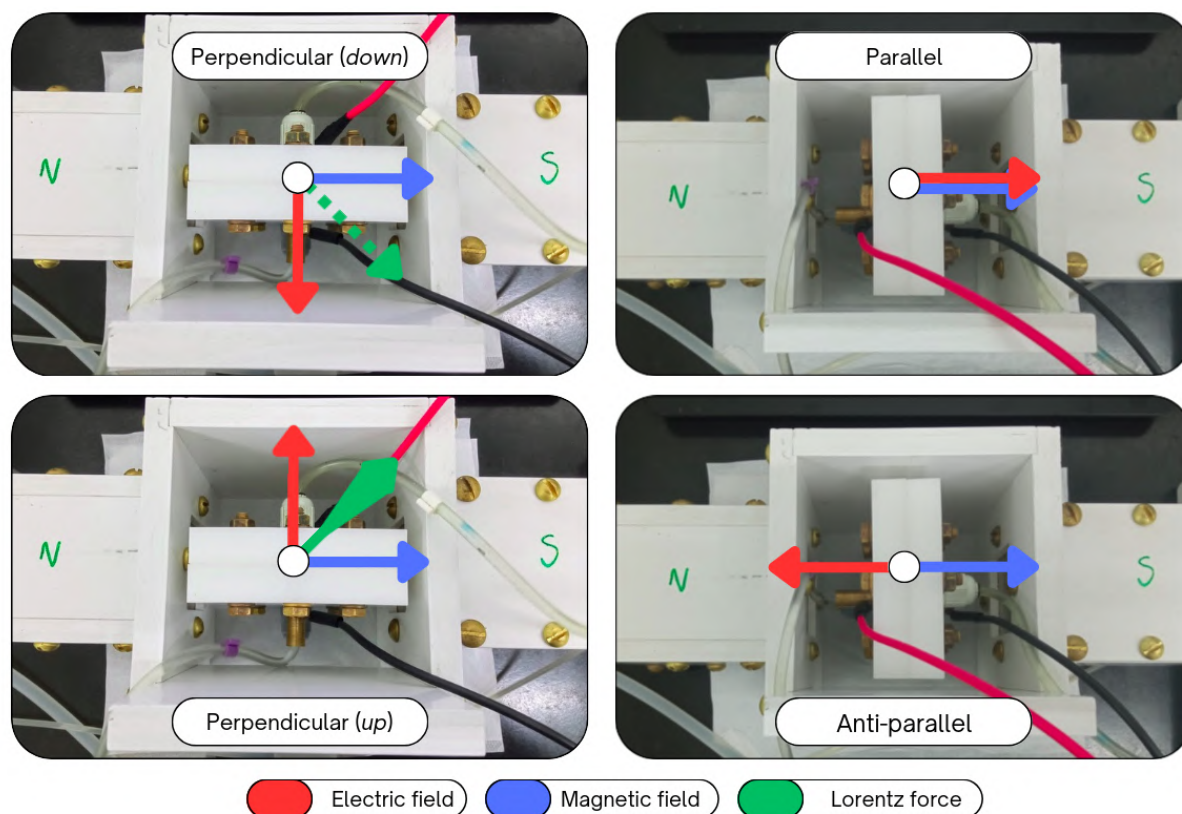 Perpendicular (down)
Parallel
N
S
N
S
N
S
N
S
Perpendicular (up)
Anti-parallel
Electric field
Magnetic field
Lorentz force